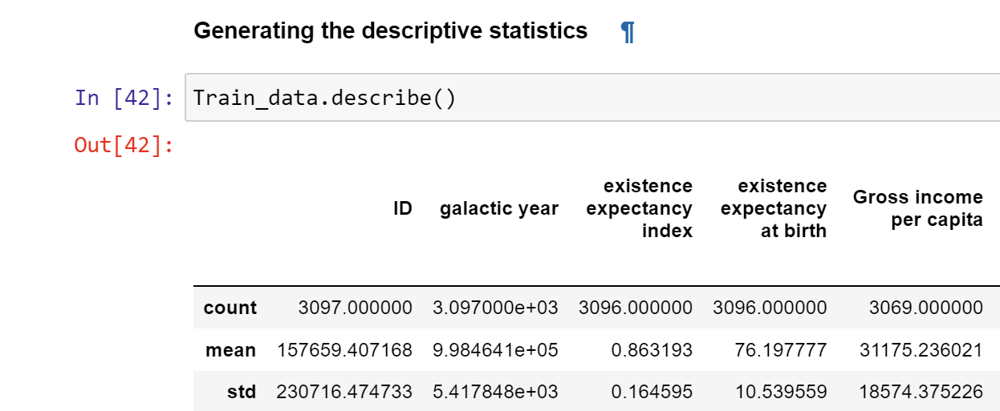 Generating the descriptive statistics ¶
In [42]: Train_data.describe()
Out[42]:
ID galactic year existence expectancy index existence expectancy at birth Gross income per capita
count 3097.000000 3.097000e+03 3096.000000 3096.000000 3069.000000
mean 157659.407168 9.984641e+05 0.863193 76.197777 31175.236021
std 230716.474733 5.417848e+03 0.164595 10.539559 18574.375226